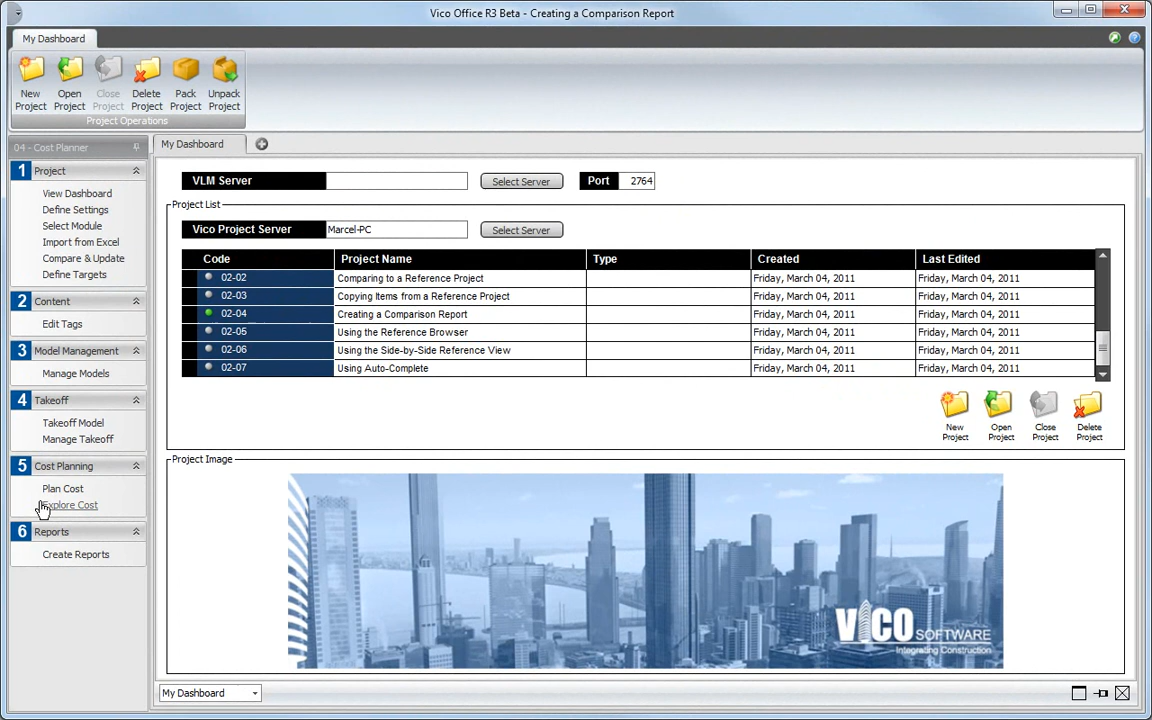 Vico Office R3 Beta - Creating a Comparison Report
My Dashboard
New Project
Open Project
Close Project
Delete Project
Pack Project
Unpack Project
Project Operations
04 - Cost Planner
1 Project
View Dashboard
Define Settings
Select Module
Import from Excel
Compare & Update
Define Targets
2 Content
Edit Tags
3 Model Management
Manage Models
4 Takeoff
Takeoff Model
Manage Takeoff
5 Cost Planning
Plan Cost
Explore Cost
6 Reports
Create Reports
My Dashboard
VLM Server Select Server Port 2764
Project List
Vico Project Server Marcel-PC Select Server
Code Project Name Type Created Last Edited
02-02 Comparing to a Reference Project Friday, March 04, 2011 Friday, March 04, 2011
02-03 Copying Items from a Reference Project Friday, March 04, 2011 Friday, March 04, 2011
02-04 Creating a Comparison Report Friday, March 04, 2011 Friday, March 04, 2011
02-05 Using the Reference Browser Friday, March 04, 2011 Friday, March 04, 2011
02-06 Using the Side-by-Side Reference View Friday, March 04, 2011 Friday, March 04, 2011
02-07 Using Auto-Complete Friday, March 04, 2011 Friday, March 04, 2011
New Project
Open Project
Close Project
Delete Project
Project Image
VICO SOFTWARE
Integrating Construction
My Dashboard